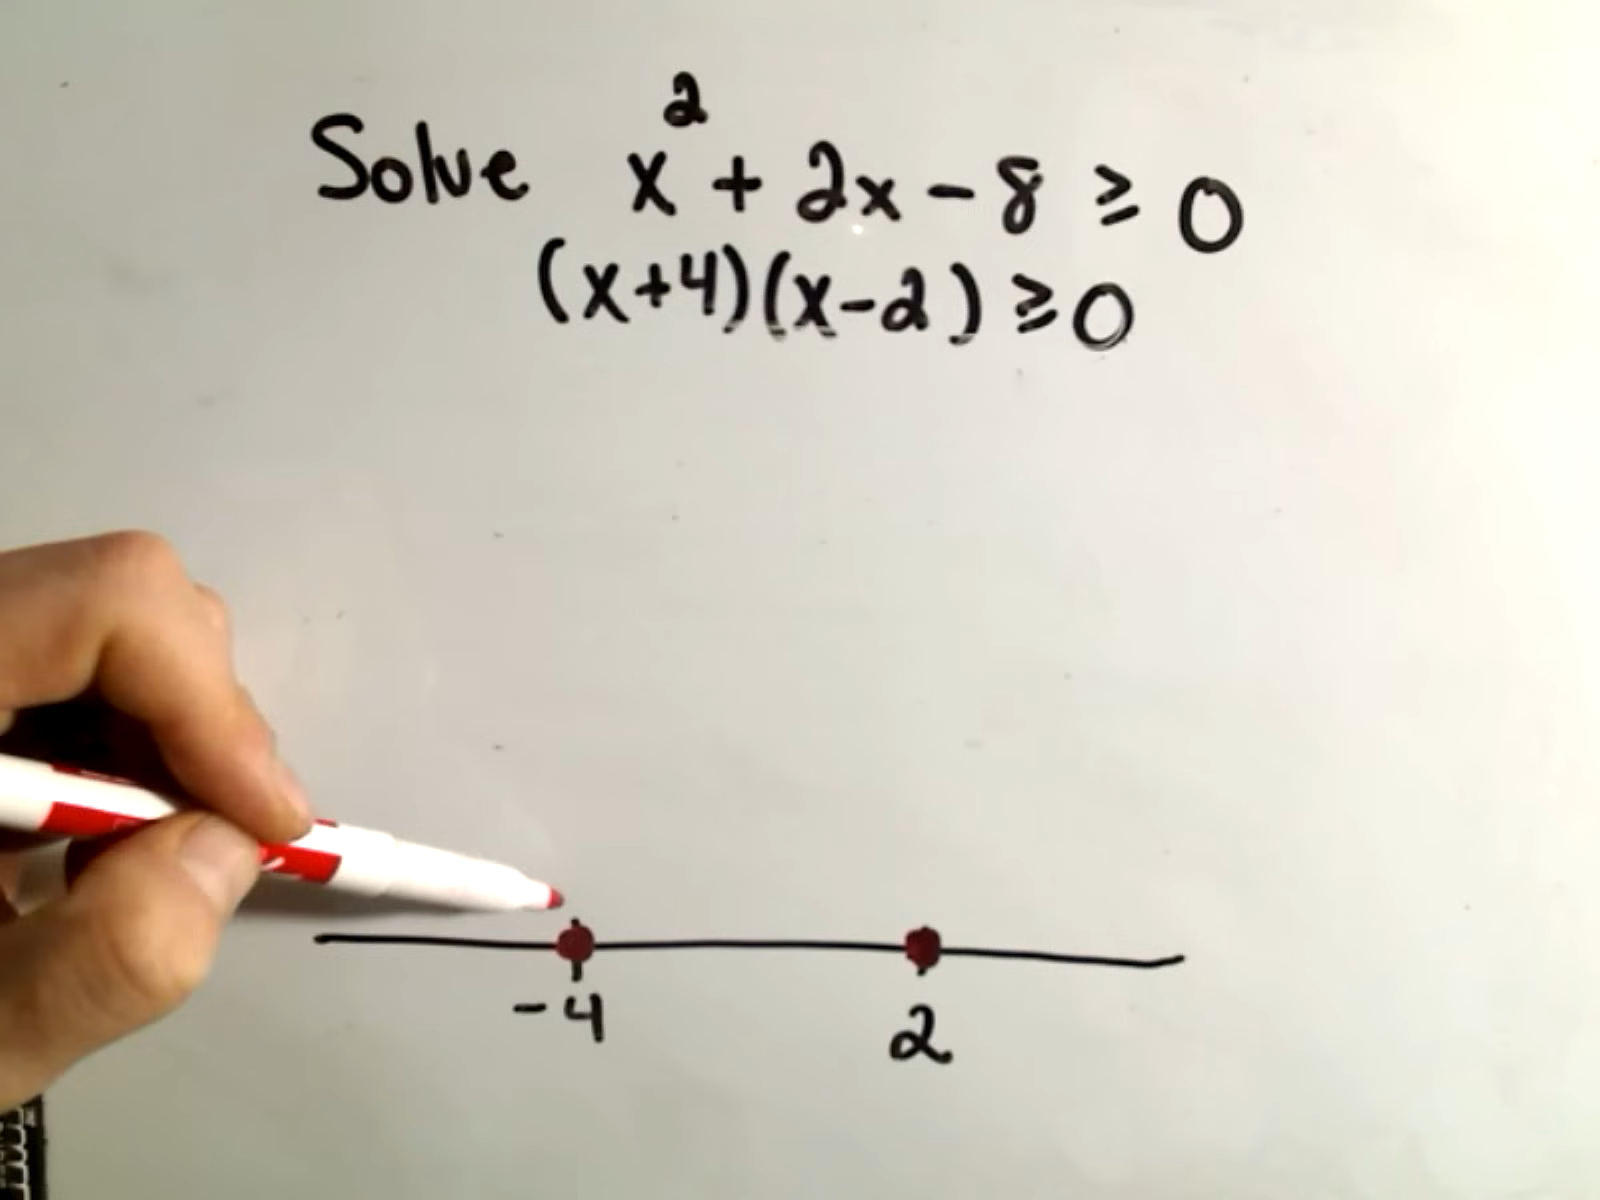 Solve x² + 2x - 8 ≥ 0
(x+4)(x-2) ≥ 0
-4 2